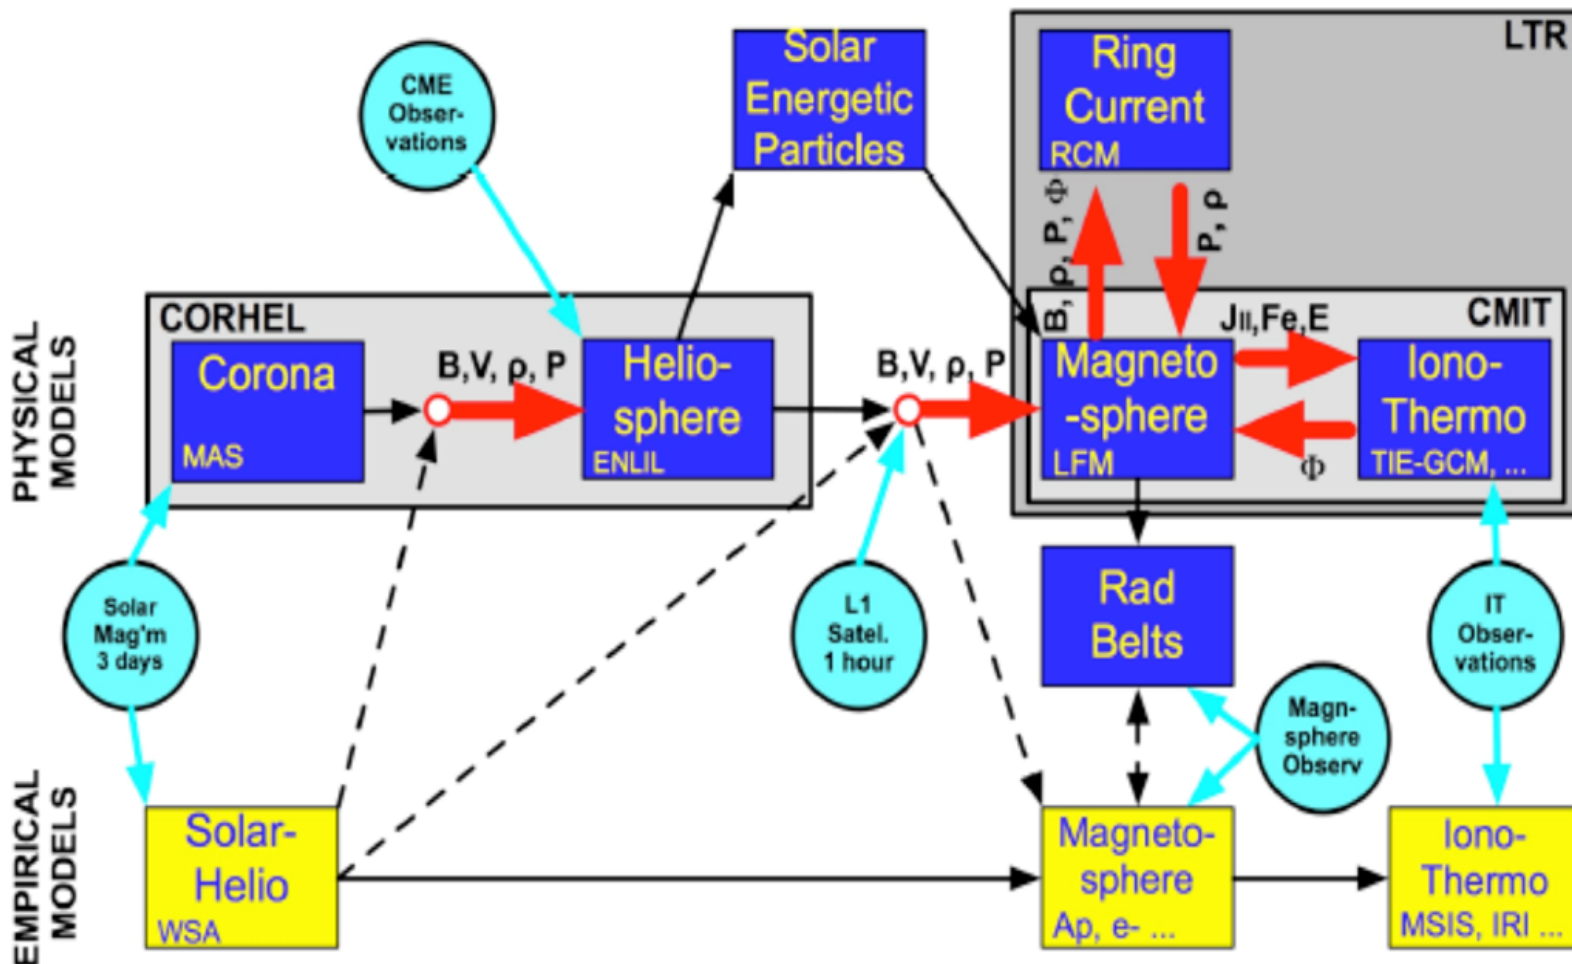 CME
Obser-
vations
Solar
Energetic
Particles
LTR
Ring
Current
RCM
B, ρ, P, Φ
P, ρ
PHYSICAL
MODELS
CORHEL
Corona
MAS
B,V, ρ, P
Helio-
sphere
ENLIL
B,V, ρ, P
CMIT
Magneto
-sphere
LFM
JII,Fe,E
Φ
Iono-
Thermo
TIE-GCM, ...
Solar
Mag'm
3 days
L1
Satel.
1 hour
Rad
Belts
IT
Obser-
vations
Magn-
sphere
Observ
EMPIRICAL
MODELS
Solar-
Helio
WSA
Magneto-
sphere
Ap, e- ...
Iono-
Thermo
MSIS, IRI ...